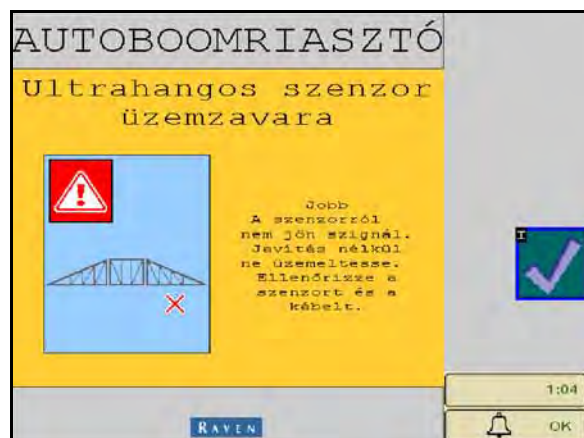 AUTOBOOMRIASZTÓ
Ultrahangos szenzor
üzemzavara
Jobb
A szenzorról
nem jön szignál.
Javítás nélkül
ne üzemeltesse.
Ellenőrizze a
szenzort és a
kábelt.
I
1:04
RAVEN
OK